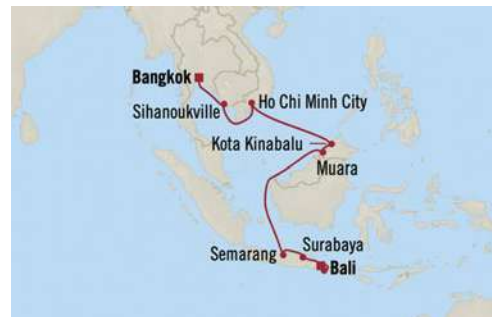 Bangkok
Sihanoukville
Ho Chi Minh City
Kota Kinabalu
Muara
Semarang
Surabaya
Bali